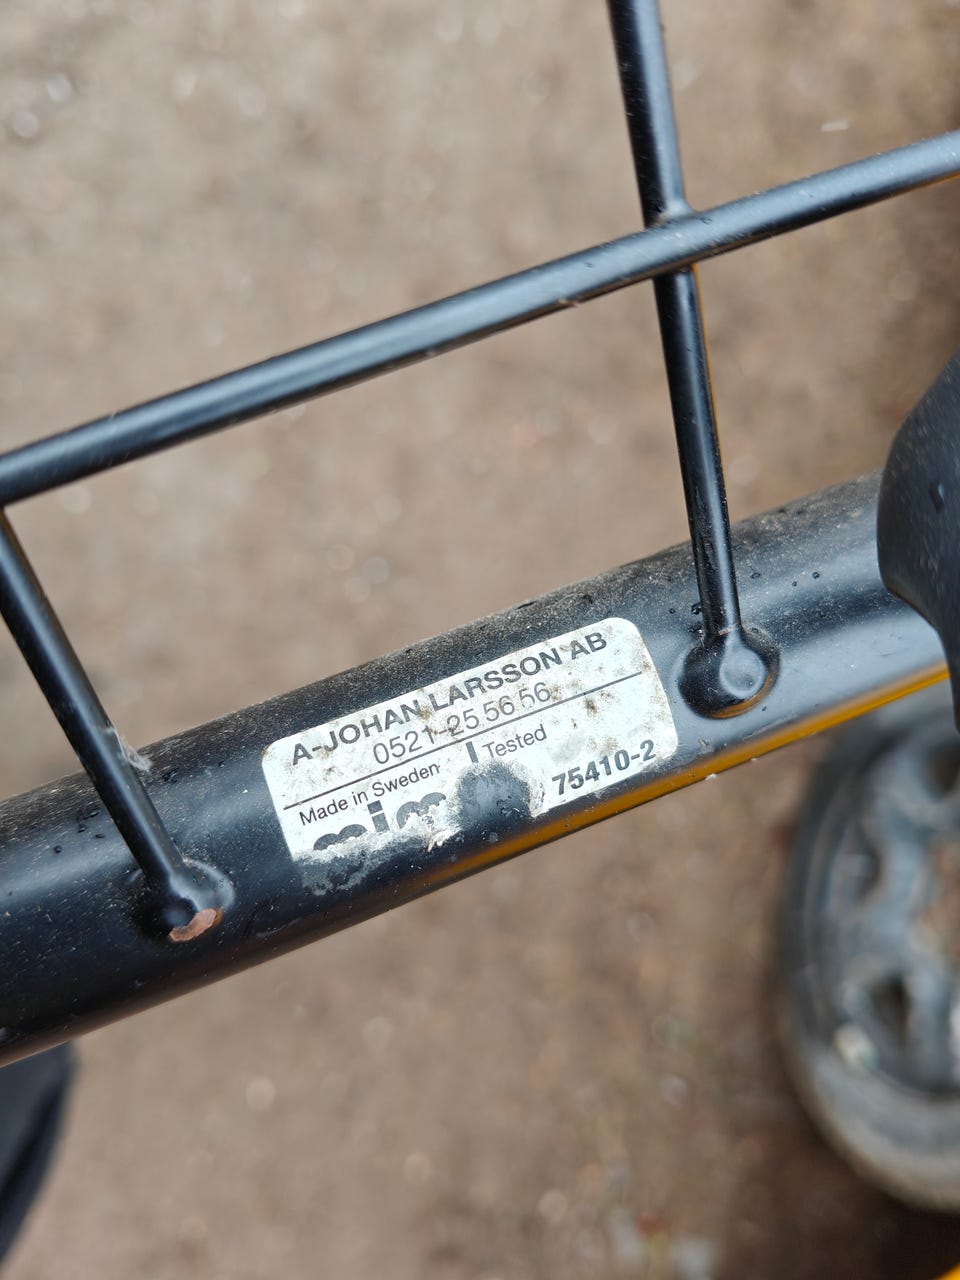 A-JOHAN LARSSON AB
0521-25 56 56
Made in Sweden Tested
75410-2